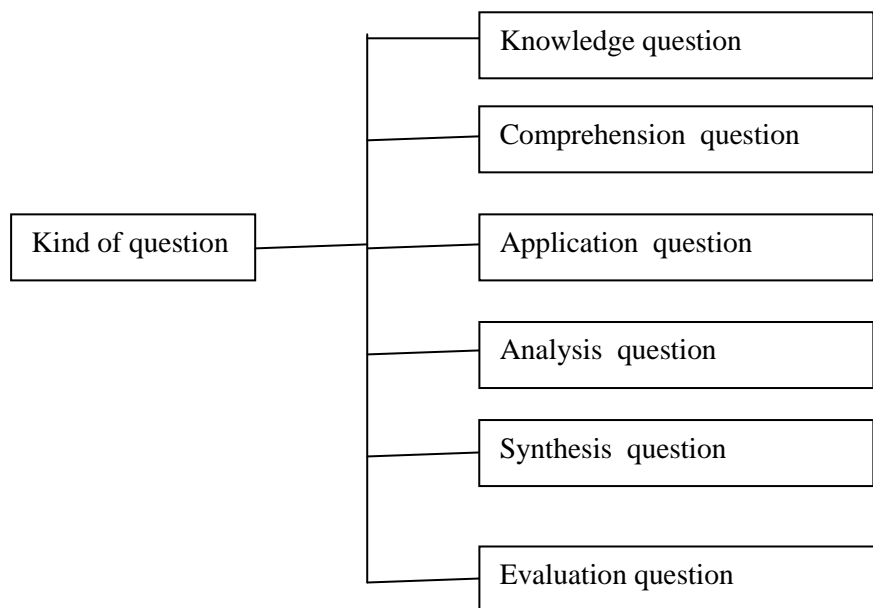 Knowledge question
Comprehension  question
Kind of question
Application  question
Analysis  question
Synthesis  question
Evaluation question